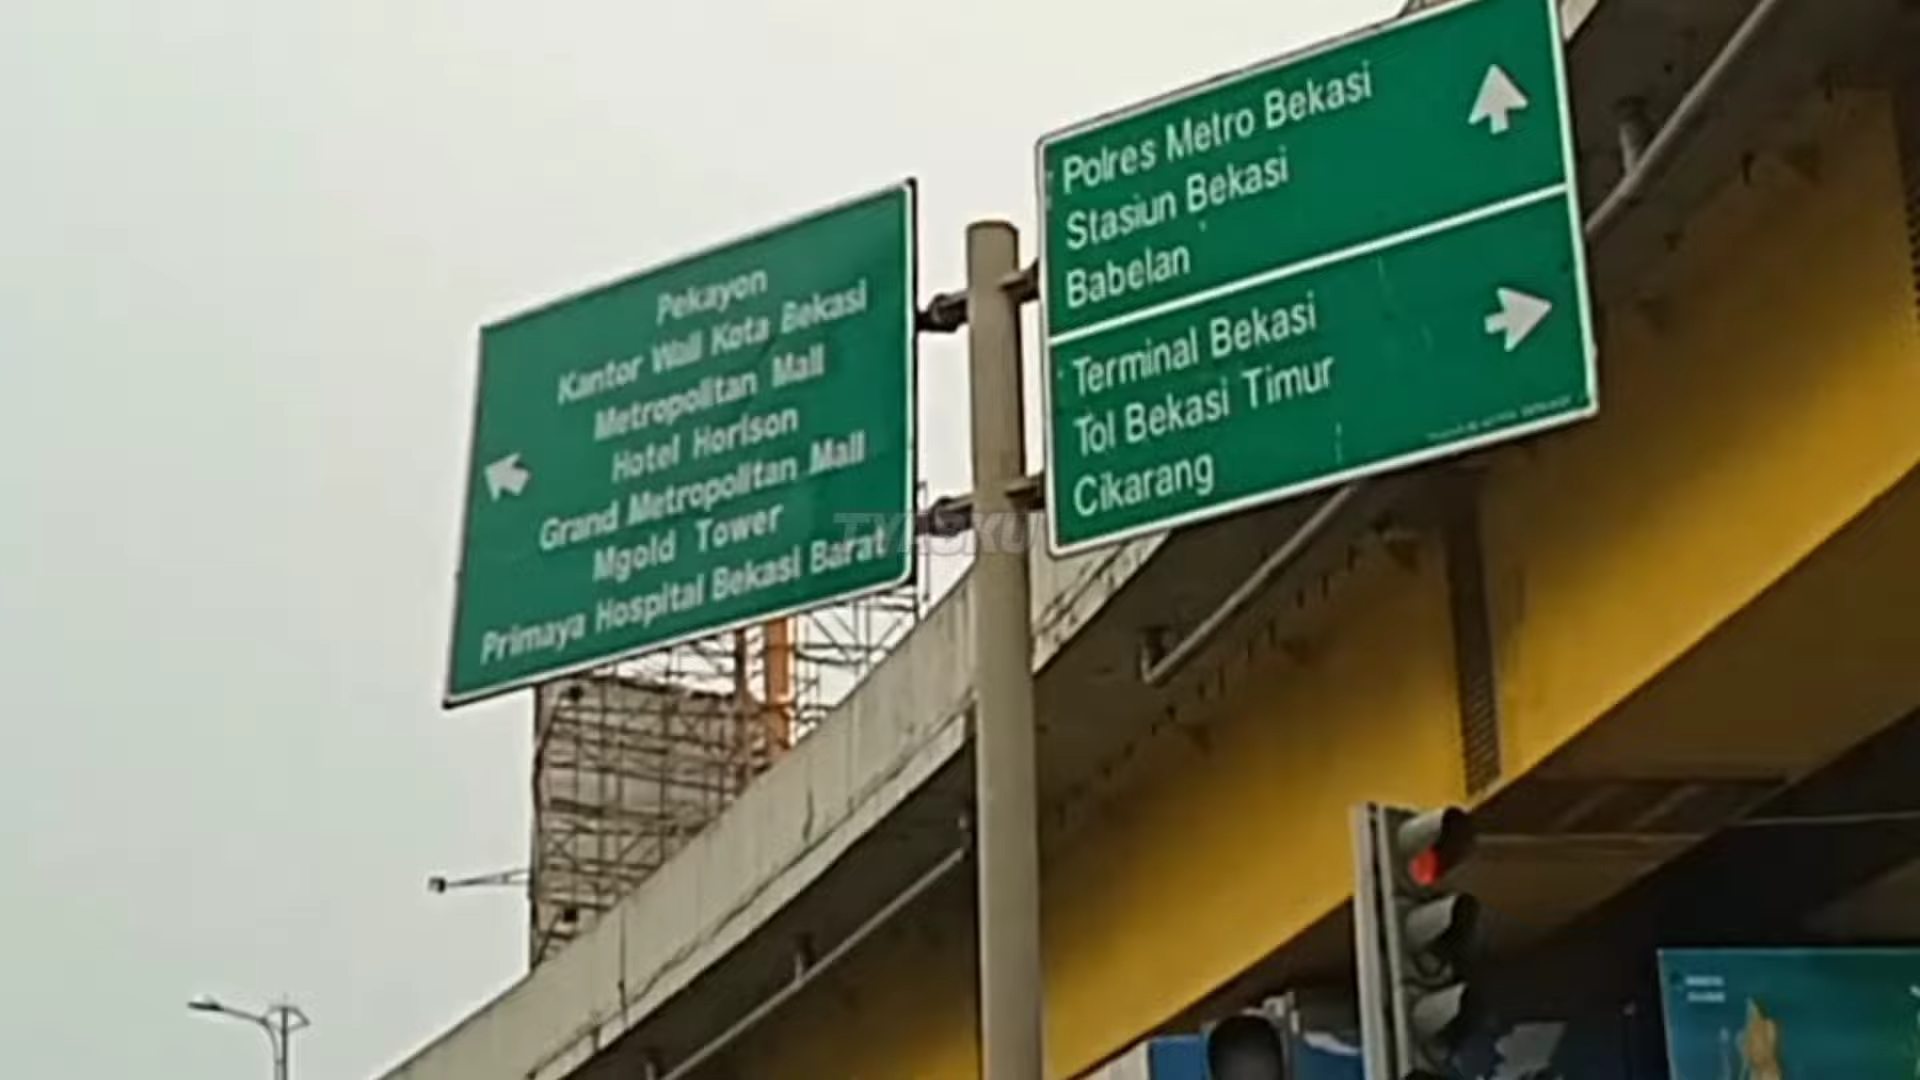 Pekayon
Kantor Wali Kota Bekasi
Metropolitan Mall
Hotel Horison
Grand Metropolitan Mall
Mgold Tower
Primaya Hospital Bekasi Barat
Polres Metro Bekasi
Stasiun Bekasi
Babelan
Terminal Bekasi
Tol Bekasi Timur
Cikarang